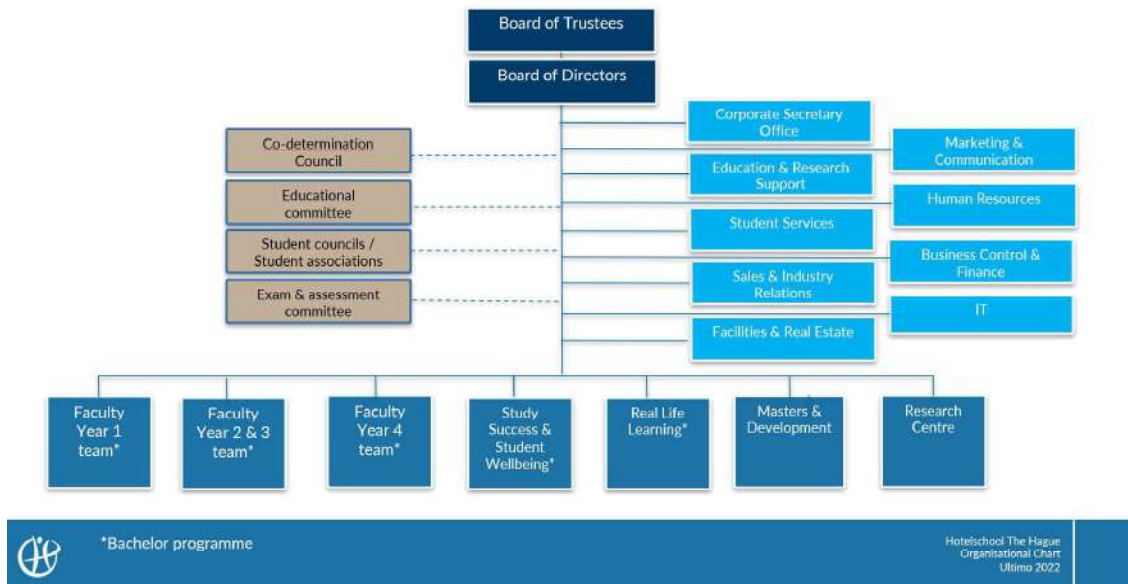 Board of Trustees
Board of Directors
Corporate Secretary
Office
Marketing &
Communication
Co-determination
Council
Education & Research
Support
Educational
committee
Human Resources
Student Services
Student councils /
Student associations
Business Control &
Finance
Sales & Industry
Relations
Exam & assessment
committee
IT
Facilities & Real Estate
Faculty
Year 1
team*
Faculty
Year 2 & 3
team*
Faculty
Year 4
team*
Study
Success &
Student
Wellbeing*
Real Life
Learning*
Masters &
Development
Research
Centre
*Bachelor programme
Hotelschool The Hague
Organisational Chart
Ultimo 2022